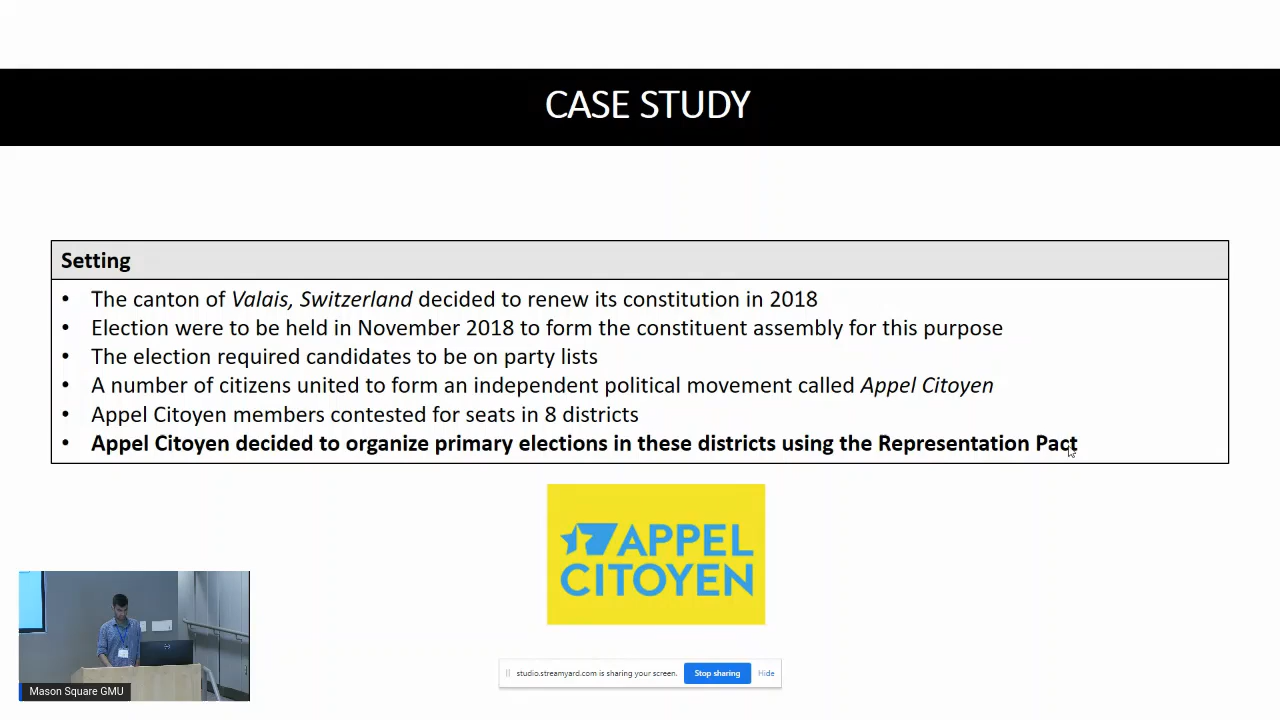 CASE STUDY
Setting
• The canton of Valais, Switzerland decided to renew its constitution in 2018
• Election were to be held in November 2018 to form the constituent assembly for this purpose
• The election required candidates to be on party lists
• A number of citizens united to form an independent political movement called Appel Citoyen
• Appel Citoyen members contested for seats in 8 districts
• Appel Citoyen decided to organize primary elections in these districts using the Representation Pact
APPEL
CITOYEN
studio.streamyard.com is sharing your screen. Stop sharing Hide
Mason Square GMU